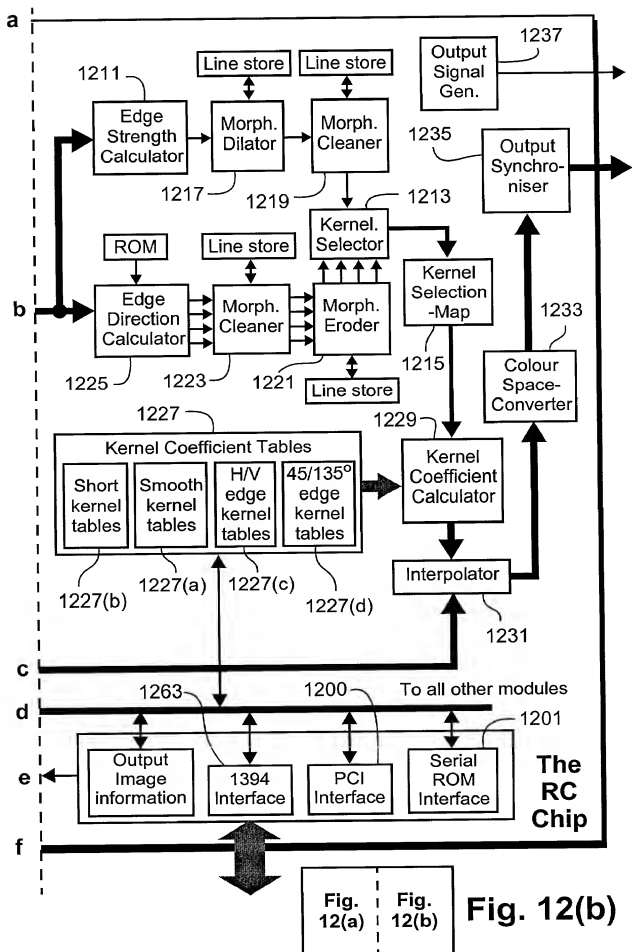 a
1237
Output
Signal
Gen.
1211
Line store
Line store
1235
Edge
Strength
Calculator
Morph.
Dilator
Morph.
Cleaner
Output
Synchro-
niser
1217
1219
1213
Kernel.
Selector
ROM
Line store
Kernel
Selection
-Map
b
Edge
Direction
Calculator
Morph.
Cleaner
Morph.
Eroder
1233
1225
1223
1221
1215
Colour
Space-
Converter
Line store
1227
1229
Kernel Coefficient Tables
Short
kernel
tables
Smooth
kernel
tables
H/V
edge
kernel
tables
45/135º
edge
kernel
tables
Kernel
Coefficient
Calculator
1227(b)
1227(a)
1227(c)
1227(d)
Interpolator
1231
c
1263
1200
To all other modules
d
1201
e
Output
Image
information
1394
Interface
PCI
Interface
Serial
ROM
Interface
The
RC
Chip
f
Fig.
12(a)
Fig.
12(b)
Fig. 12(b)